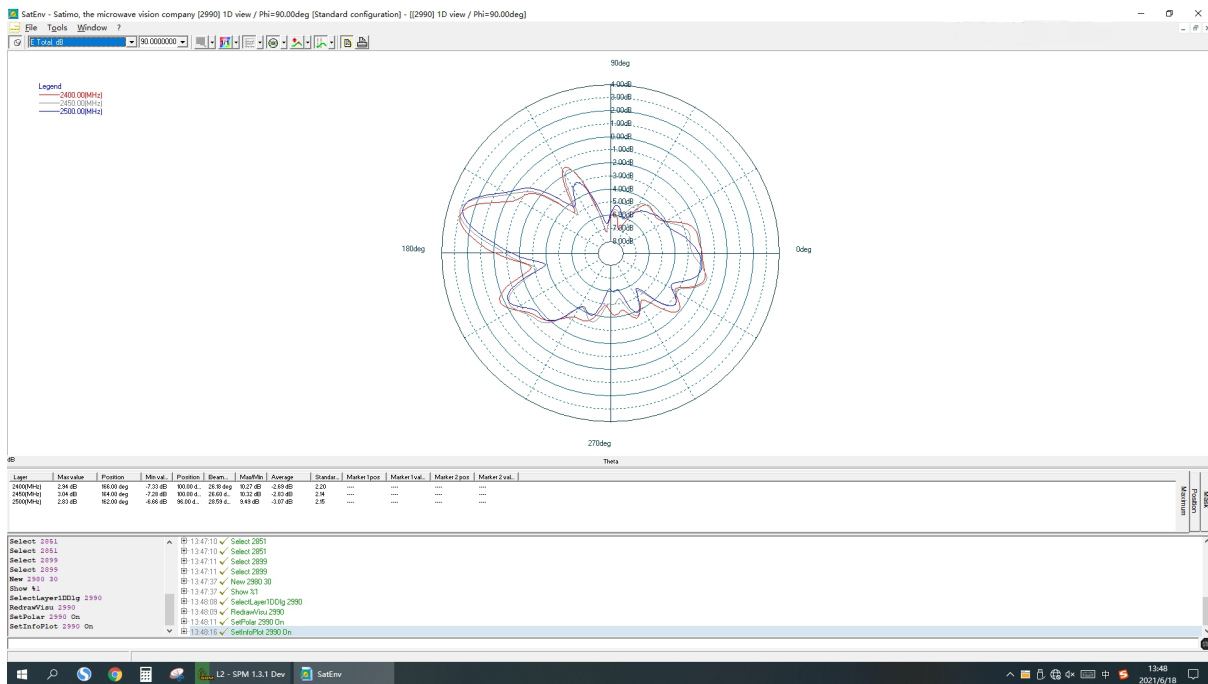 SatEnv - Satimo, the microwave vision company [2990] 1D view / Phi=90.00deg [Standard configuration] - [[2990] 1D view / Phi=90.00deg]
File Tools Window ?
E Total dB 90.0000000
90deg
Legend
2400.00(MHz)
2450.00(MHz)
2500.00(MHz)
4.00dB
3.00dB
2.00dB
1.00dB
0.00dB
-1.00dB
-2.00dB
-3.00dB
-4.00dB
-5.00dB
-6.00dB
-7.00dB
-8.00dB
180deg
0deg
270deg
dB
Theta
Layer Max value Position Min val... Position Beam... Max/Min Average Standar... Marker 1 pos Marker 1 val... Marker 2 pos Marker 2 val...
2400(MHz) 2.94 dB 166.00 deg -7.33 dB 100.00 d... 26.18 deg 10.27 dB -2.69 dB 2.20 ---- ---- ---- ----
2450(MHz) 3.04 dB 164.00 deg -7.28 dB 100.00 d... 26.60 d... 10.32 dB -2.83 dB 2.14 ---- ---- ---- ----
2500(MHz) 2.83 dB 162.00 deg -6.66 dB 96.00 d... 28.59 d... 9.49 dB -3.07 dB 2.15 ---- ---- ---- ----
Maximum
Position
Mask
Select 2851
Select 2851
Select 2899
Select 2899
New 2980 30
Show %1
SelectLayer1DDlg 2990
RedrawVisu 2990
SetPolar 2990 On
SetInfoPlot 2990 On
13:47:10 Select 2851
13:47:10 Select 2851
13:47:11 Select 2899
13:47:11 Select 2899
13:47:37 New 2980 30
13:47:37 Show %1
13:48:08 SelectLayer1DDlg 2990
13:48:09 RedrawVisu 2990
13:48:11 SetPolar 2990 On
13:48:16 SetInfoPlot 2990 On
L2 - SPM 1.3.1 Dev
SatEnv
中
13:48
2021/6/18